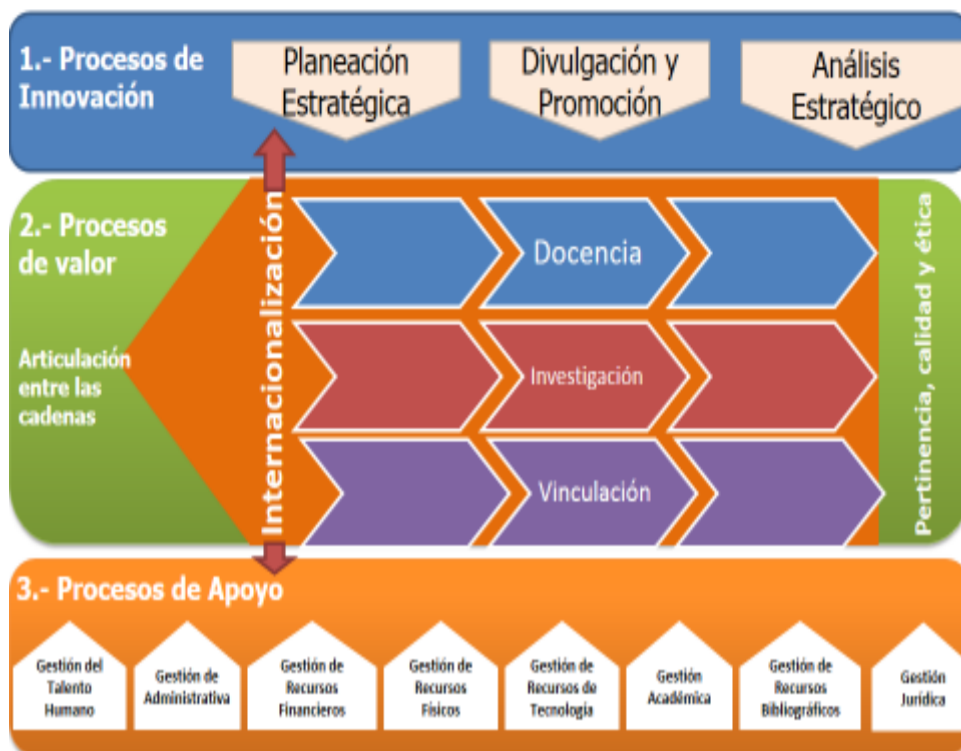 1.- Procesos de
Innovación
Planeación
Estratégica
Divulgación y
Promoción
Análisis
Estratégico
2.- Procesos
de valor
Articulación
entre las
cadenas
Internacionalización
Docencia
Investigación
Vinculación
Pertinencia, calidad y ética
3.- Procesos de Apoyo
Gestión del
Talento
Humano
Gestión de
Administrativa
Gestión de
Recursos
Financieros
Gestión de
Recursos
Físicos
Gestión de
Recursos de
Tecnología
Gestión
Académica
Gestión de
Recursos
Bibliográficos
Gestión
Jurídica